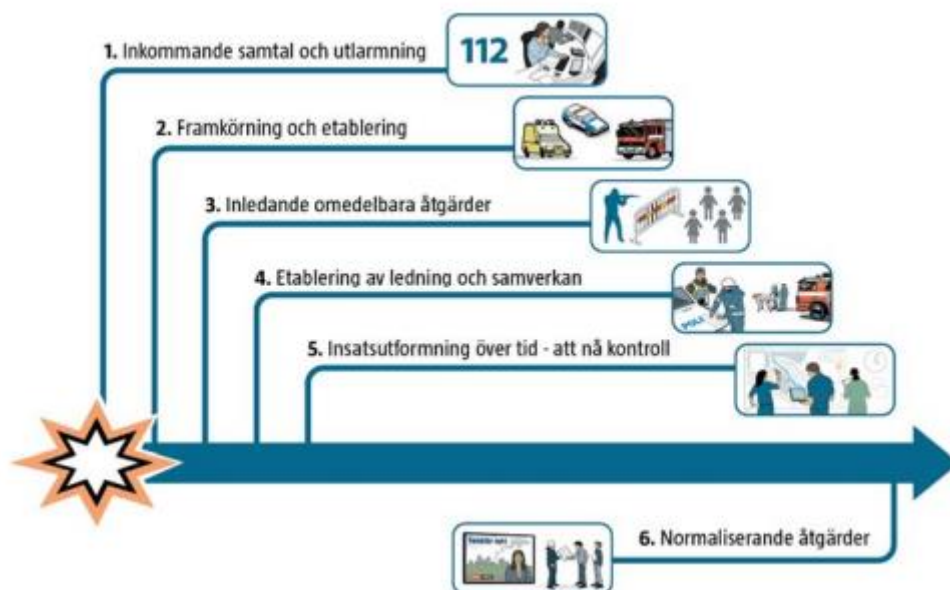 1. Inkommande samtal och utlarmning
112
2. Framkörning och etablering
3. Inledande omedelbara åtgärder
4. Etablering av ledning och samverkan
POLIS
5. Insatsutformning över tid - att nå kontroll
6. Normaliserande åtgärder